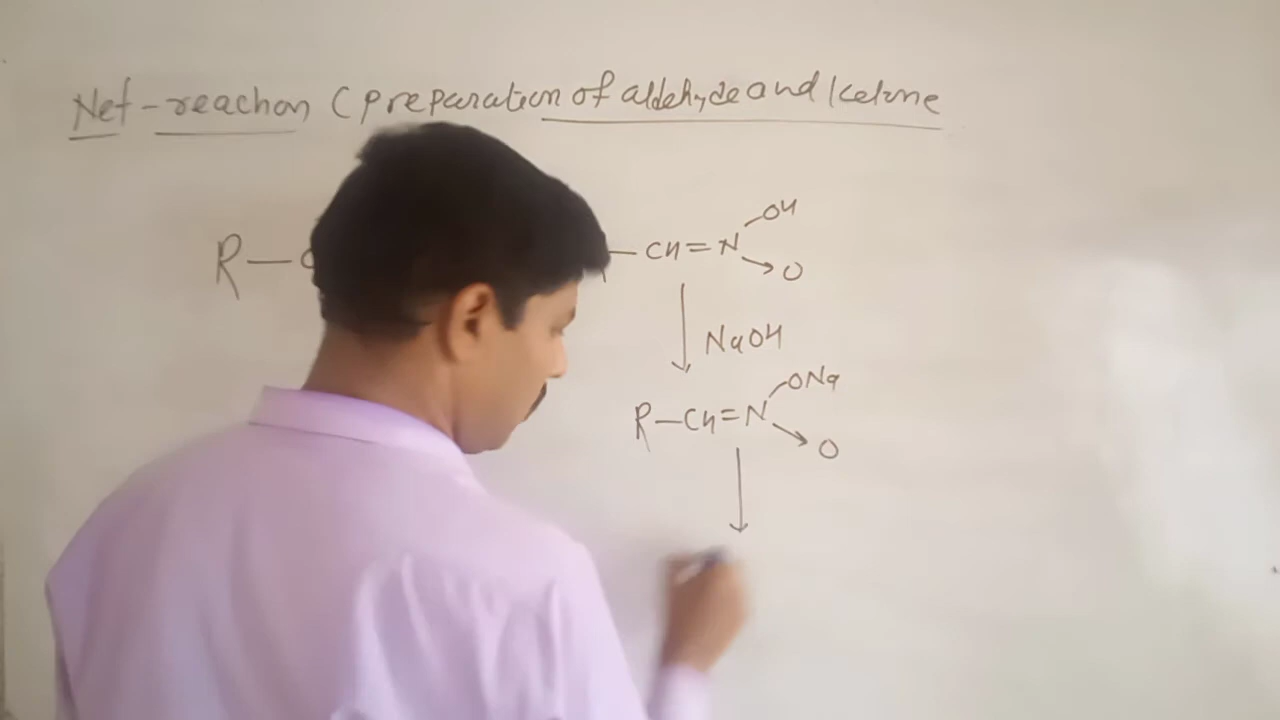 Nef-reaction (preparation of aldehyde and Ketone
R—C —CH=N—OH
→O
NaOH
R—CH=N—ONa
→O